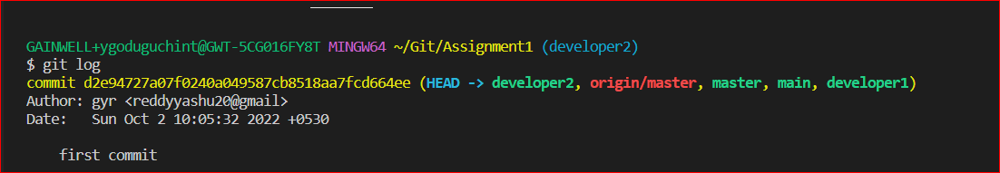 GAINWELL+ygoduguchint@GWT-5CG016FY8T MINGW64 ~/Git/Assignment1 (developer2)
$ git log
commit d2e94727a07f0240a049587cb8518aa7fcd664ee (HEAD -> developer2, origin/master, master, main, developer1)
Author: gyr <reddyyashu20@gmail>
Date:   Sun Oct 2 10:05:32 2022 +0530
first commit